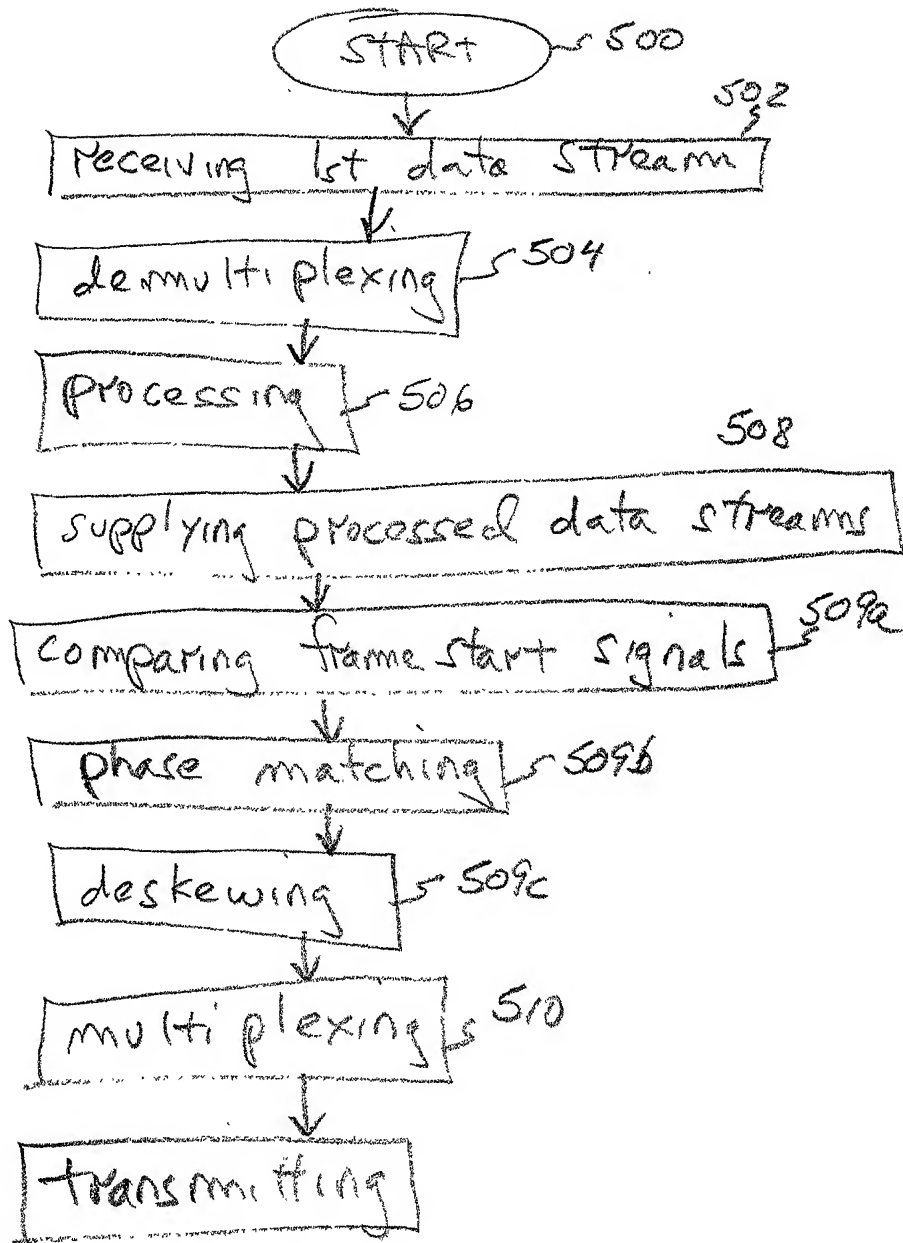 START 500
502
receiving 1st data stream
demultiplexing 504
processing 506
508
supplying processed data streams
comparing frame start signals 509a
phase matching 509b
deskewing 509c
multiplexing 510
transmitting